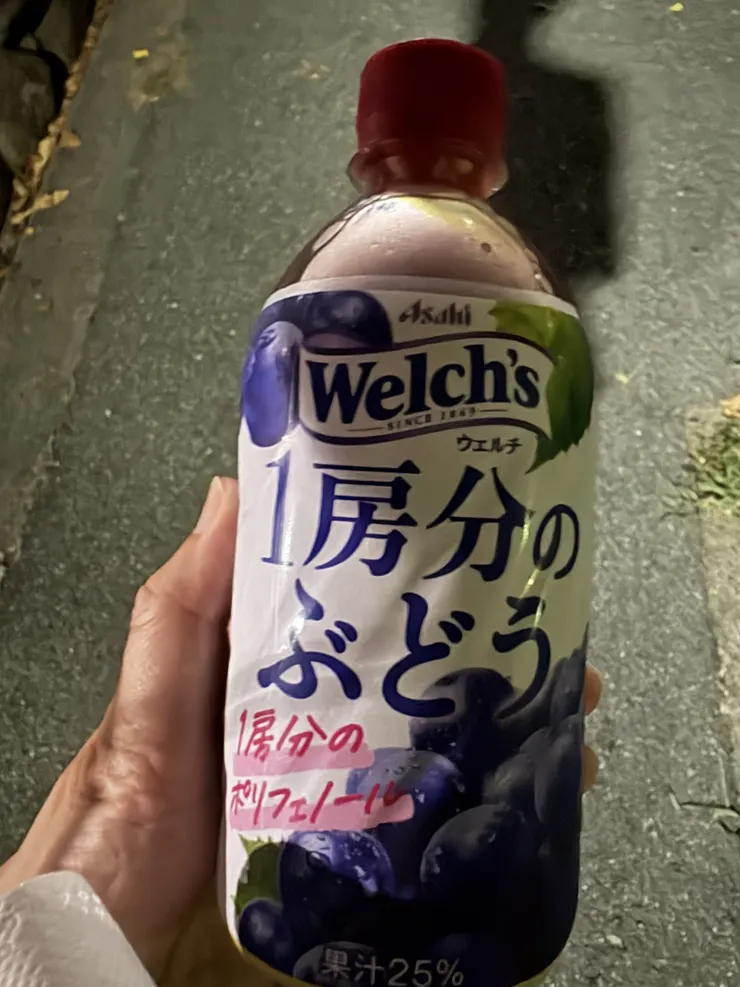 Asahi
Welch's
SINCE 1869
ウェルチ
1房分の
ぶどう
1房分の
ポリフェノール
果汁25%